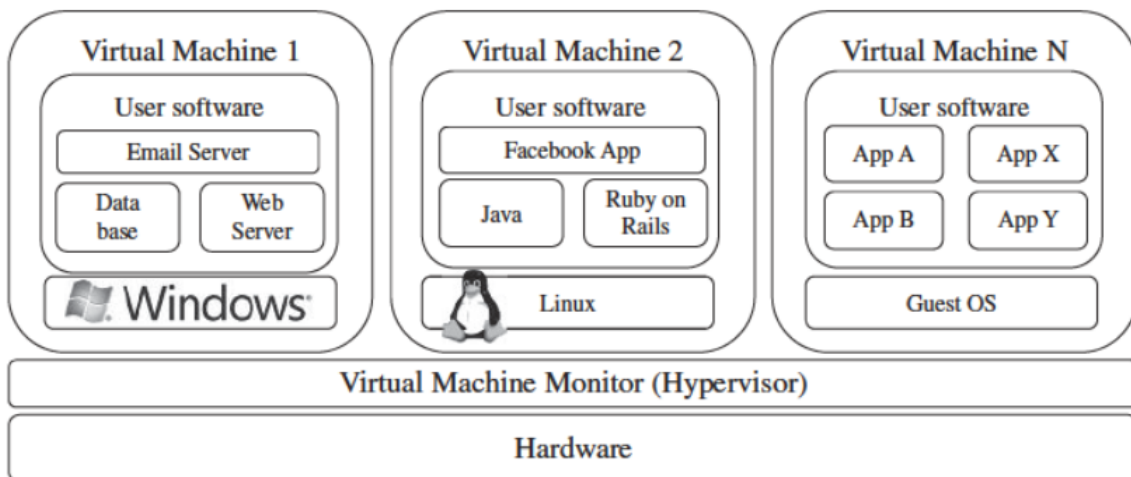 Virtual Machine 1
User software
Email Server
Data
base
Web
Server
Windows®
Virtual Machine 2
User software
Facebook App
Java
Ruby on
Rails
Linux
Virtual Machine N
User software
App A
App X
App B
App Y
Guest OS
Virtual Machine Monitor (Hypervisor)
Hardware